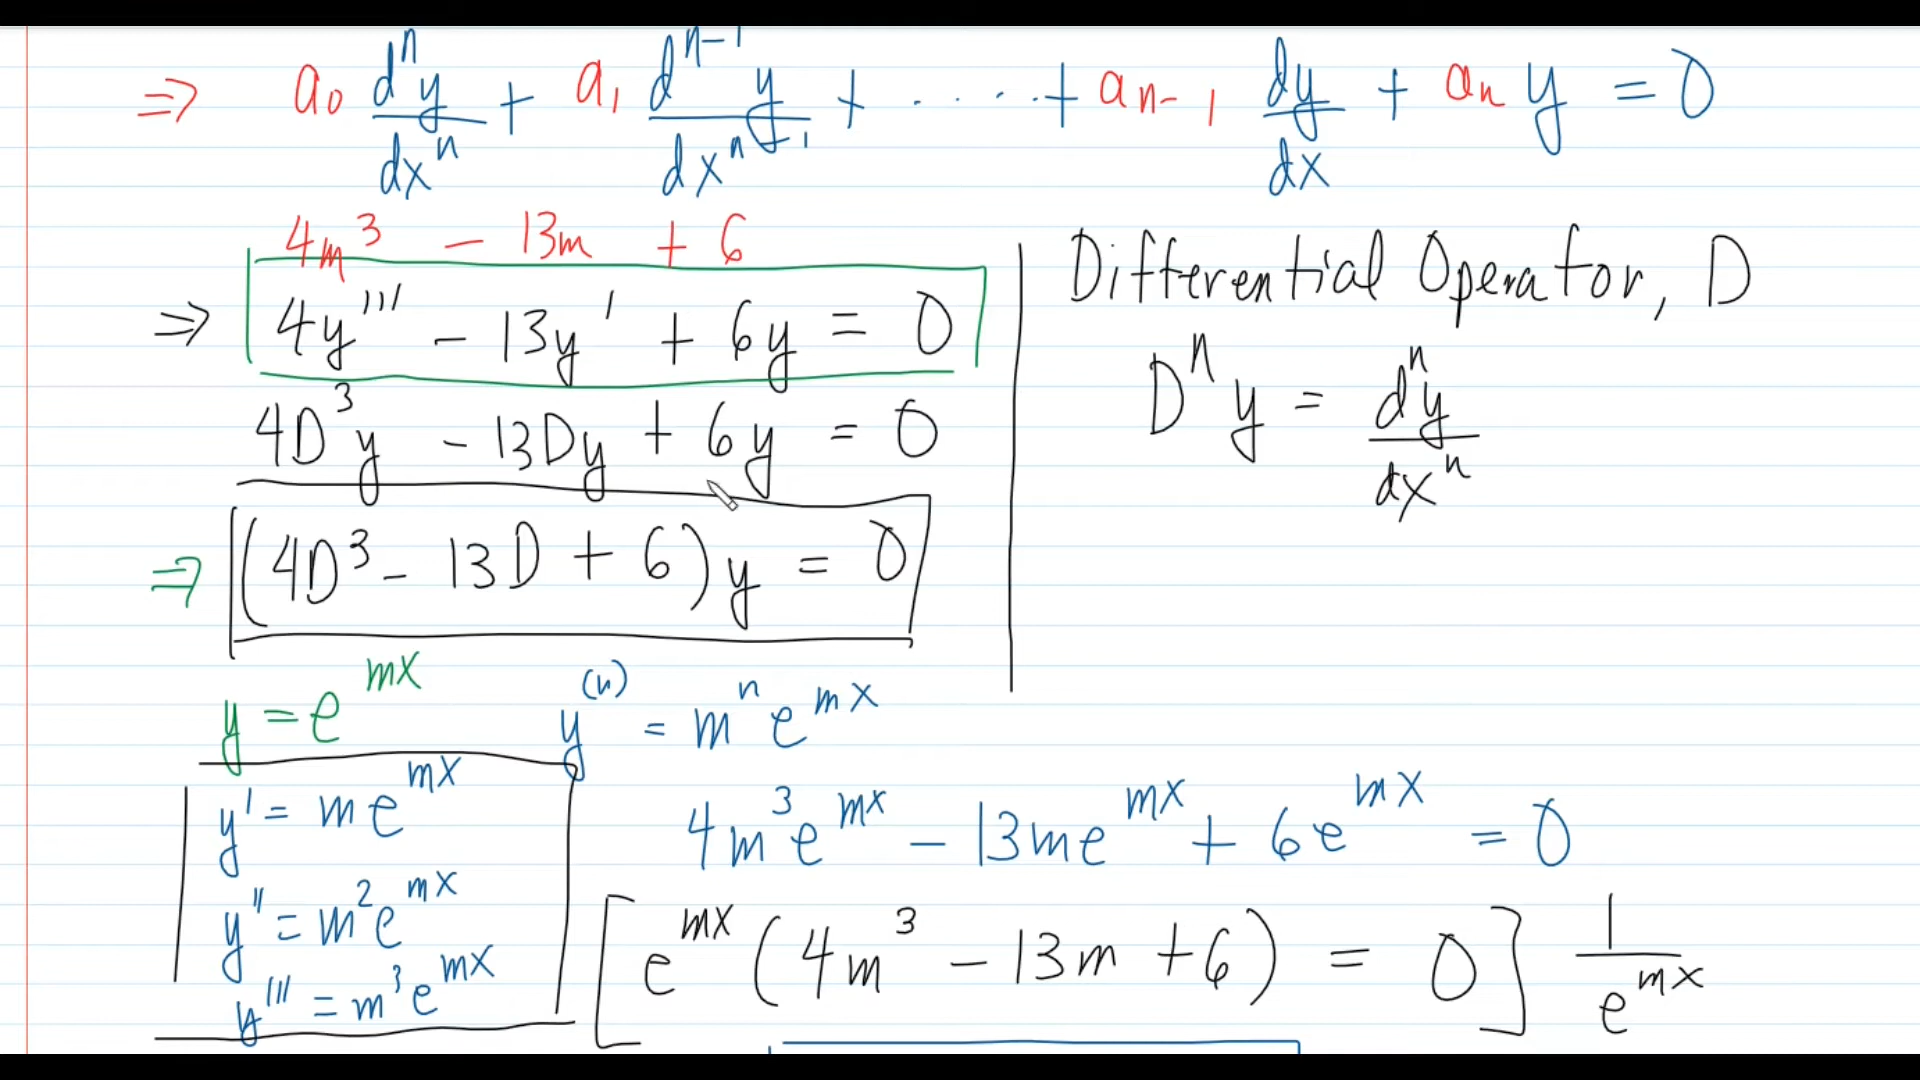 ⇒ a₀ dⁿy/dxⁿ + a₁ dⁿ⁻¹y/dxⁿ⁻¹ + ..... + aₙ₋₁ dy/dx + aₙ y = 0
4m³ − 13m + 6
⇒ 4y''' − 13y' + 6y = 0
4D³y − 13Dy + 6y = 0
⇒ (4D³ − 13D + 6)y = 0
Differential Operator, D
Dⁿy = dⁿy/dxⁿ
y = e^(mx)
y' = me^(mx)
y'' = m²e^(mx)
y''' = m³e^(mx)
y⁽ⁿ⁾ = mⁿe^(mx)
4m³e^(mx) − 13me^(mx) + 6e^(mx) = 0
[e^(mx) (4m³ − 13m + 6) = 0] 1/e^(mx)